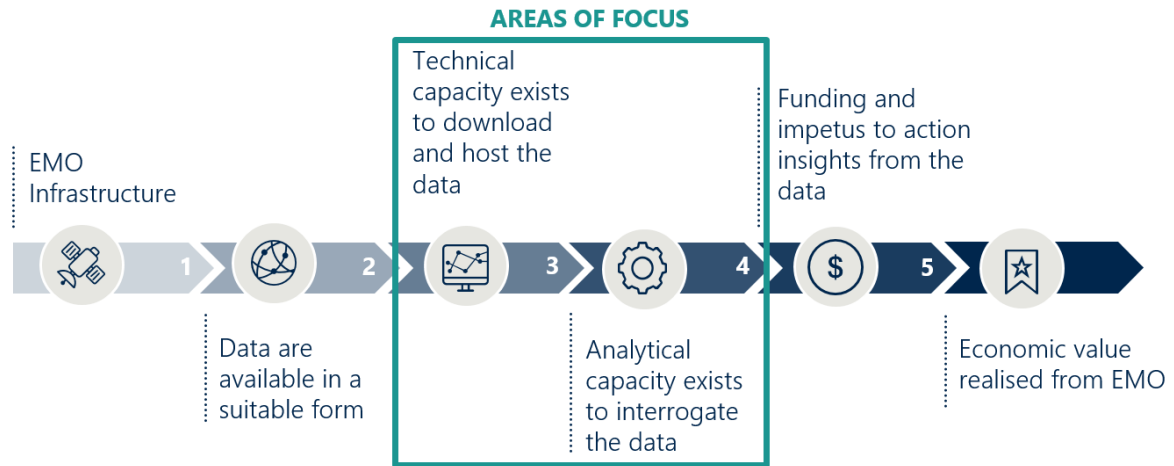 AREAS OF FOCUS
EMO
Infrastructure
1
Data are
available in a
suitable form
2
Technical
capacity exists
to download
and host the
data
3
Analytical
capacity exists
to interrogate
the data
4
Funding and
impetus to action
insights from the
data
$
5
Economic value
realised from EMO